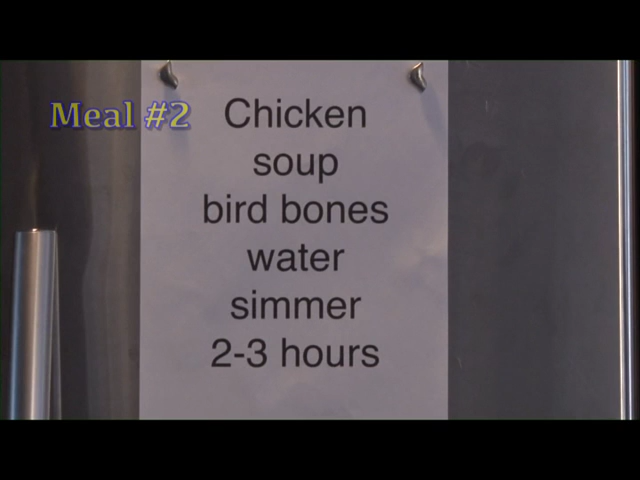 Meal #2
Chicken
soup
bird bones
water
simmer
2-3 hours